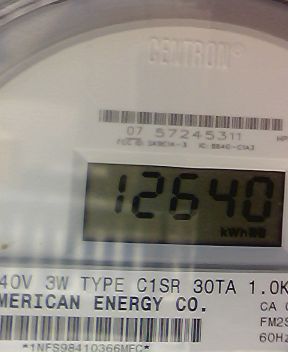 CENTRON®
07 57245311
12640
kWh
40V 3W TYPE C1SR 30TA 1.0K
MERICAN ENERGY CO.
CA
FM2S
60Hz
*1NFS98410366MFC*